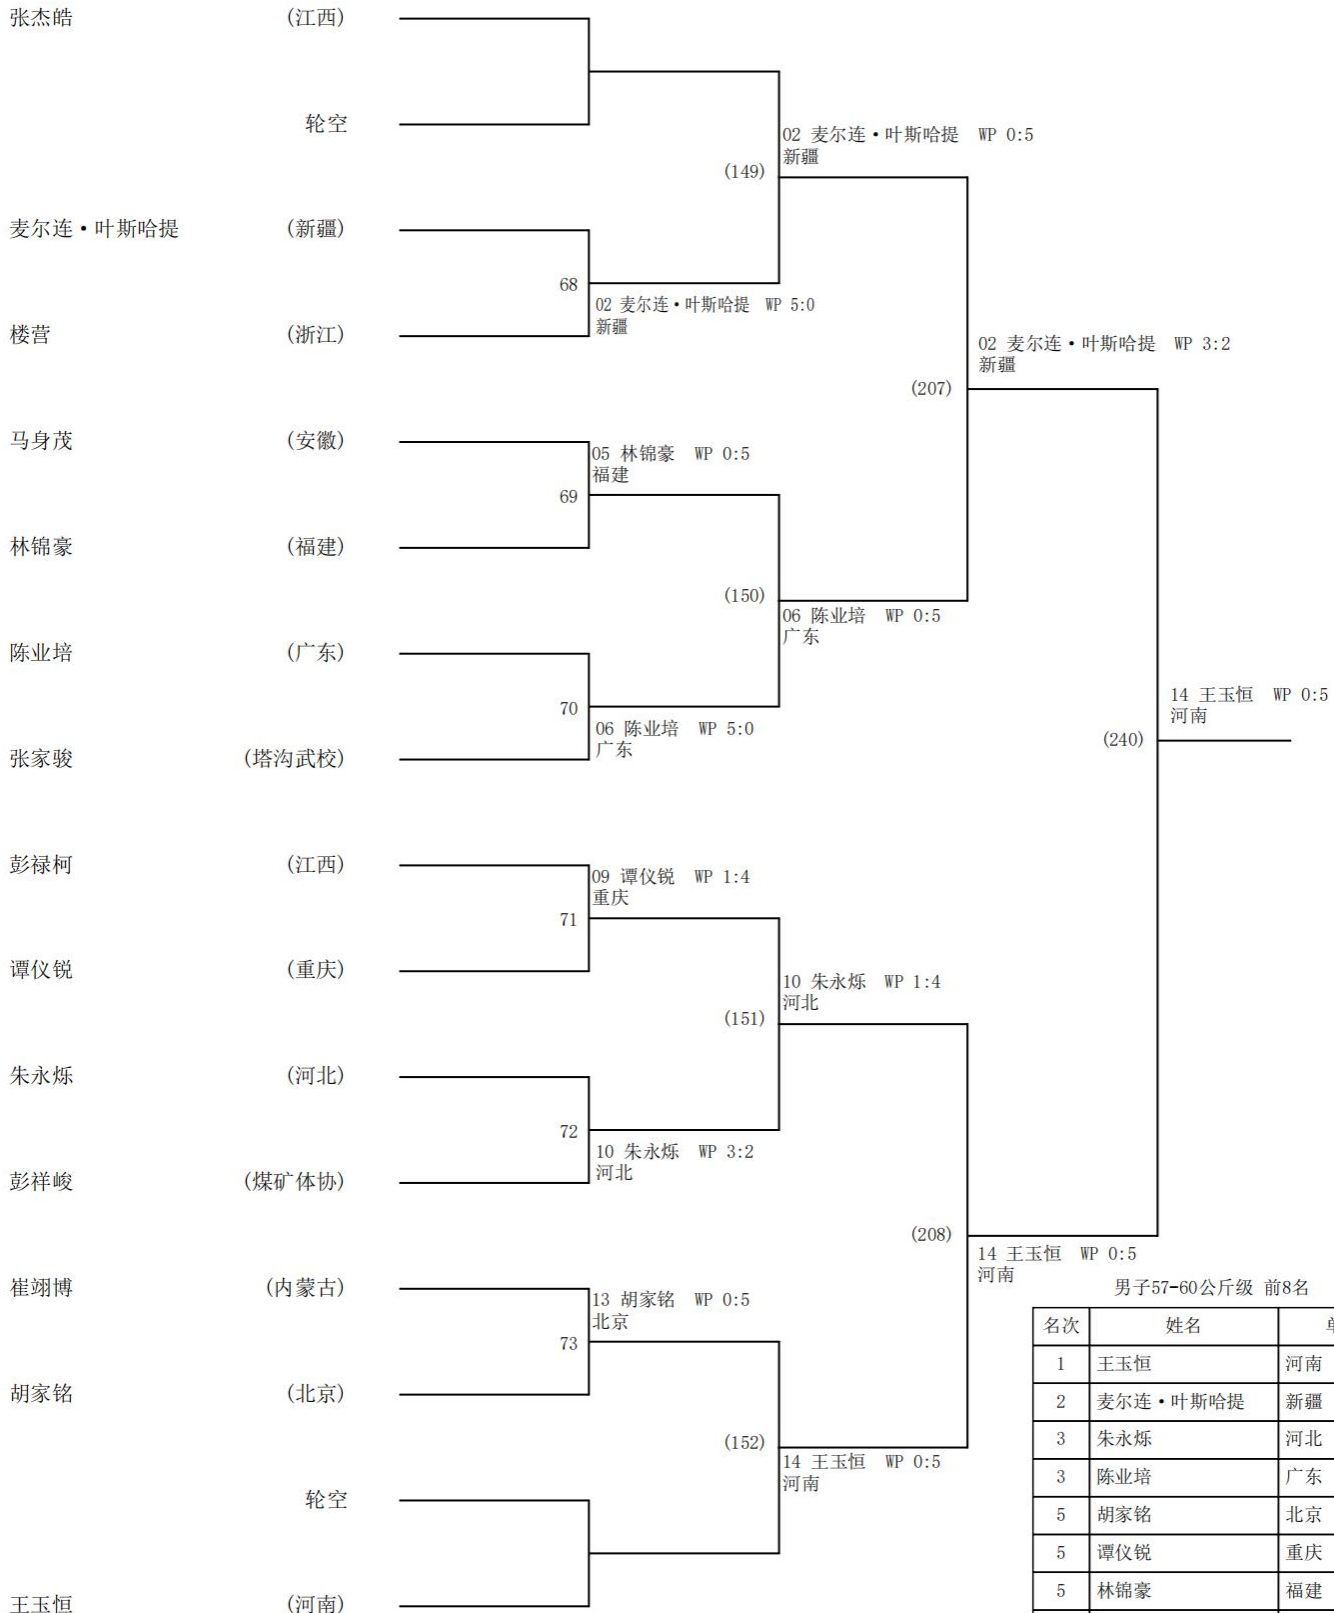 张杰皓 (江西)
轮空
02 麦尔连·叶斯哈提 WP 0:5
新疆
(149)
麦尔连·叶斯哈提 (新疆)
68
02 麦尔连·叶斯哈提 WP 5:0
新疆
楼营 (浙江)
02 麦尔连·叶斯哈提 WP 3:2
新疆
(207)
马身茂 (安徽)
05 林锦豪 WP 0:5
福建
69
林锦豪 (福建)
(150)
06 陈业培 WP 0:5
广东
陈业培 (广东)
70
06 陈业培 WP 5:0
广东
张家骏 (塔沟武校)
14 王玉恒 WP 0:5
河南
(240)
彭禄柯 (江西)
09 谭仪锐 WP 1:4
重庆
71
谭仪锐 (重庆)
10 朱永烁 WP 1:4
河北
(151)
朱永烁 (河北)
72
10 朱永烁 WP 3:2
河北
彭祥峻 (煤矿体协)
(208)
14 王玉恒 WP 0:5
河南
崔翊博 (内蒙古)
13 胡家铭 WP 0:5
北京
73
胡家铭 (北京)
(152)
14 王玉恒 WP 0:5
河南
轮空
王玉恒 (河南)
男子57-60公斤级 前8名
名次 姓名
1 王玉恒 河南
2 麦尔连·叶斯哈提 新疆
3 朱永烁 河北
3 陈业培 广东
5 胡家铭 北京
5 谭仪锐 重庆
5 林锦豪 福建